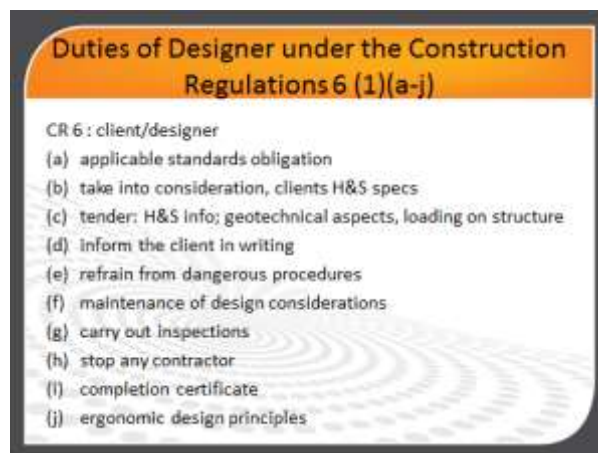 Duties of Designer under the Construction
Regulations 6 (1)(a-j)
CR 6 : client/designer
(a) applicable standards obligation
(b) take into consideration, clients H&S specs
(c) tender: H&S info; geotechnical aspects, loading on structure
(d) inform the client in writing
(e) refrain from dangerous procedures
(f) maintenance of design considerations
(g) carry out inspections
(h) stop any contractor
(i) completion certificate
(j) ergonomic design principles